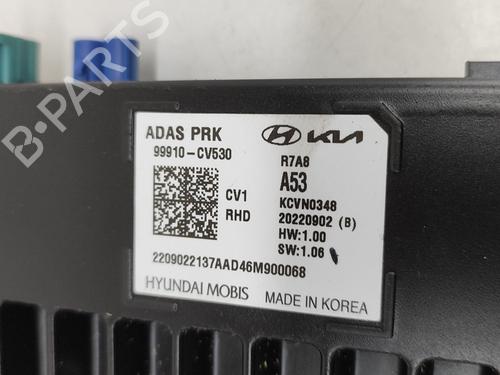 ADAS PRK
KIA
99910-CV530
R7A8
A53
CV1
KCVN0348
RHD
20220902 (B)
HW:1.00
SW:1.06
2209022137AAD46M900068
HYUNDAI MOBIS
MADE IN KOREA